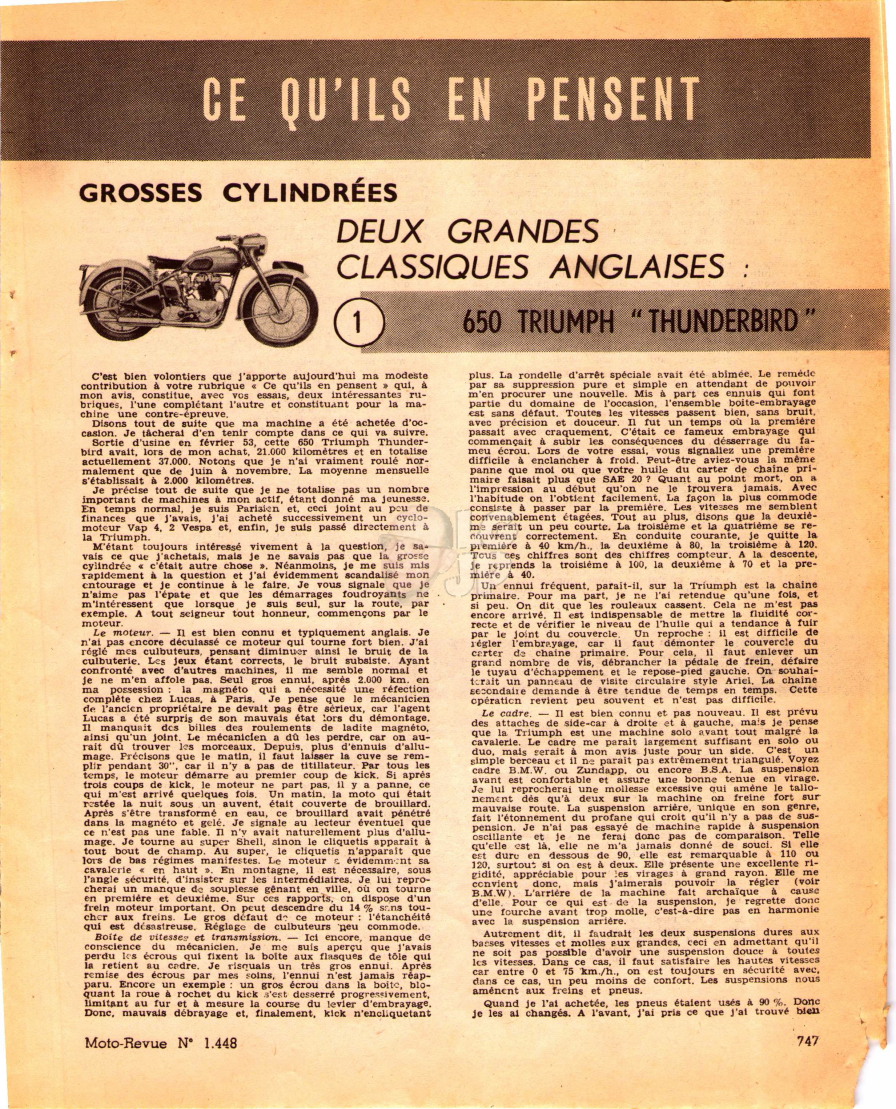 CE QU'ILS EN PENSENT
GROSSES CYLINDRÉES
DEUX GRANDES
CLASSIQUES ANGLAISES :
1
650 TRIUMPH "THUNDERBIRD"
C'est bien volontiers que j'apporte aujourd'hui ma modeste
contribution à votre rubrique « Ce qu'ils en pensent » qui, à
mon avis, constitue, avec vos essais, deux intéressantes ru-
briques, l'une complétant l'autre et constituant pour la ma-
chine une contre-épreuve.
Disons tout de suite que ma machine a été achetée d'oc-
casion. Je tâcherai d'en tenir compte dans ce qui va suivre.
Sortie d'usine en février 53, cette 650 Triumph Thunder-
bird avait, lors de mon achat, 21.000 kilomètres et en totalise
actuellement 37.000. Notons que je n'ai vraiment roulé nor-
malement que de juin à novembre. La moyenne mensuelle
s'établissait à 2.000 kilomètres.
Je précise tout de suite que je ne totalise pas un nombre
important de machines à mon actif, étant donné ma jeunesse.
En temps normal, je suis Parisien et, ceci joint au peu de
finances que j'avais, j'ai acheté successivement un cyclo-
moteur Vap 4, 2 Vespa et, enfin, je suis passé directement à
la Triumph.
M'étant toujours intéressé vivement à la question, je sa-
vais ce que j'achetais, mais je ne savais pas que la grosse
cylindrée « c'était autre chose ». Néanmoins, je me suis mis
rapidement à la question et j'ai évidemment scandalisé mon
entourage et je continue à le faire. Je vous signale que je
n'aime pas l'épate et que les démarrages foudroyants ne
m'intéressent que lorsque je suis seul, sur la route, par
exemple. A tout seigneur tout honneur, commençons par le
moteur.
Le moteur. — Il est bien connu et typiquement anglais. Je
n'ai pas encore déculassé ce moteur qui tourne fort bien. J'ai
réglé mes culbuteurs, pensant diminuer ainsi le bruit de la
culbuterie. Les jeux étant corrects, le bruit subsiste. Ayant
confronté avec d'autres machines, il me semble normal et
je ne m'en affole pas. Seul gros ennui, après 2.000 km. en
ma possession : la magnéto qui a nécessité une réfection
complète chez Lucas, à Paris. Je pense que le mécanicien
de l'ancien propriétaire ne devait pas être sérieux, car l'agent
Lucas a été surpris de son mauvais état lors du démontage.
Il manquait des billes des roulements de ladite magnéto,
ainsi qu'un joint. Le mécanicien a dû les perdre, car on au-
rait dû trouver les morceaux. Depuis, plus d'ennuis d'allu-
mage. Précisons que le matin, il faut laisser la cuve se rem-
plir pendant 30", car il n'y a pas de titillateur. Par tous les
temps, le moteur démarre au premier coup de kick. Si après
trois coups de kick, le moteur ne part pas, il y a panne, ce
qui m'est arrivé quelques fois. Un matin, la moto qui était
restée la nuit sous un auvent, était couverte de brouillard.
Après s'être transformé en eau, ce brouillard avait pénétré
dans la magnéto et gelé. Je signale au lecteur éventuel que
ce n'est pas une fable. Il n'y avait naturellement plus d'allu-
mage. Je tourne au super Shell, sinon le cliquetis apparaît à
tout bout de champ. Au super, le cliquetis n'apparaît que
lors de bas régimes manifestes. Le moteur a évidemment sa
cavalerie « en haut ». En montagne, il est nécessaire, sous
l'angle sécurité, d'insister sur les intermédiaires. Je lui repro-
cherai un manque de souplesse gênant en ville, où on tourne
en première et deuxième. Sur ces rapports, on dispose d'un
frein moteur important. On peut descendre du 14 % sans tou-
cher aux freins. Le gros défaut de ce moteur : l'étanchéité
qui est désastreuse. Réglage de culbuteurs peu commode.
Boîte de vitesses et transmission. — Ici encore, manque de
conscience du mécanicien. Je me suis aperçu que j'avais
perdu les écrous qui fixent la boîte aux flasques de tôle qui
la retient au cadre. Je risquais un très gros ennui. Après
remise des écrous par mes soins, l'ennui n'est jamais réap-
paru. Encore un exemple : un gros écrou dans la boîte, blo-
quant la roue à rochet du kick s'est desserré progressivement,
limitant au fur et à mesure la course du levier d'embrayage.
Donc, mauvais débrayage et, finalement, kick n'encliquetant
plus. La rondelle d'arrêt spéciale avait été abîmée. Le remède
par sa suppression pure et simple en attendant de pouvoir
m'en procurer une nouvelle. Mis à part ces ennuis qui font
partie du domaine de l'occasion, l'ensemble boîte-embrayage
est sans défaut. Toutes les vitesses passent bien, sans bruit,
avec précision et douceur. Il fut un temps où la première
passait avec craquement. C'était ce fameux embrayage qui
commençait à subir les conséquences du désserrage du fa-
meu écrou. Lors de votre essai, vous signaliez une première
difficile à enclancher à froid. Peut-être aviez-vous la même
panne que moi ou que votre huile du carter de chaîne pri-
maire faisait plus que SAE 20 ? Quant au point mort, on a
l'impression au début qu'on ne le trouvera jamais. Avec
l'habitude on l'obtient facilement. La façon la plus commode
consiste à passer par la première. Les vitesses me semblent
convenablement étagées. Tout au plus, disons que la deuxiè-
me serait un peu courte. La troisième et la quatrième se re-
couvrent correctement. En conduite courante, je quitte la
première à 40 km/h., la deuxième à 80, la troisième à 120.
Tous ces chiffres sont chiffres compteur. A la descente,
je reprends la troisième à 100, la deuxième à 70 et la pre-
mière à 40.
Un ennui fréquent, paraît-il, sur la Triumph est la chaîne
primaire. Pour ma part, je ne l'ai retendue qu'une fois, et
si peu. On dit que les rouleaux cassent. Cela ne m'est pas
encore arrivé. Il est indispensable de mettre la fluidité cor-
recte et de vérifier le niveau de l'huile qui a tendance à fuir
par le joint du couvercle. Un reproche : il est difficile de
régler l'embrayage, car il faut démonter le couvercle du
carter de chaîne primaire. Pour cela, il faut enlever un
grand nombre de vis, débrancher la pédale de frein, défaire
le tuyau d'échappement et le repose-pied gauche. On souhai-
terait un panneau de visite circulaire style Ariel. La chaîne
secondaire demande à être tendue de temps en temps. Cette
opération revient peu souvent et n'est pas difficile.
Le cadre. — Il est bien connu et pas nouveau. Il est prévu
des attaches de side-car à droite et à gauche, mais je pense
que la Triumph est une machine solo avant tout malgré la
cavalerie. Le cadre me paraît largement suffisant en solo ou
duo, mais serait à mon avis juste pour un side. C'est un
simple berceau et il ne paraît pas extrêmement triangulé. Voyez
cadre B.M.W. ou Zundapp, ou encore B.S.A. La suspension
avant est confortable et assure une bonne tenue en virage.
Je lui reprocherai une mollesse excessive qui amène le tallo-
nement dès qu'à deux sur la machine on freine fort sur
mauvaise route. La suspension arrière, unique en son genre,
fait l'étonnement du profane qui croit qu'il n'y a pas de sus-
pension. Je n'ai pas essayé de machine rapide à suspension
oscillante et je ne ferai donc pas de comparaison. Telle
qu'elle est là, elle ne m'a jamais donné de souci. Si elle
est dure en dessous de 90, elle est remarquable à 110 ou
120, surtout si on est à deux. Elle présente une excellente ri-
gidité, appréciable pour les virages à grand rayon. Elle me
convient donc, mais j'aimerais pouvoir la régler (voir
B.M.W). L'arrière de la machine fait archaïque à cause
d'elle. Pour ce qui est de la suspension, je regrette donc
une fourche avant trop molle, c'est-à-dire pas en harmonie
avec la suspension arrière.
Autrement dit, il faudrait les deux suspensions dures aux
basses vitesses et molles aux grandes, ceci en admettant qu'il
ne soit pas possible d'avoir une suspension douce à toutes
les vitesses. Dans ce cas, il faut satisfaire les hautes vitesses
car entre 0 et 75 km./h., on est toujours en sécurité avec,
dans ce cas, un peu moins de confort. Les suspensions nous
amènent aux freins et pneus.
Quand je l'ai achetée, les pneus étaient usés à 90 %. Donc
je les ai changés. A l'avant, j'ai pris ce que j'ai trouvé bien
Moto-Revue N° 1.448
747